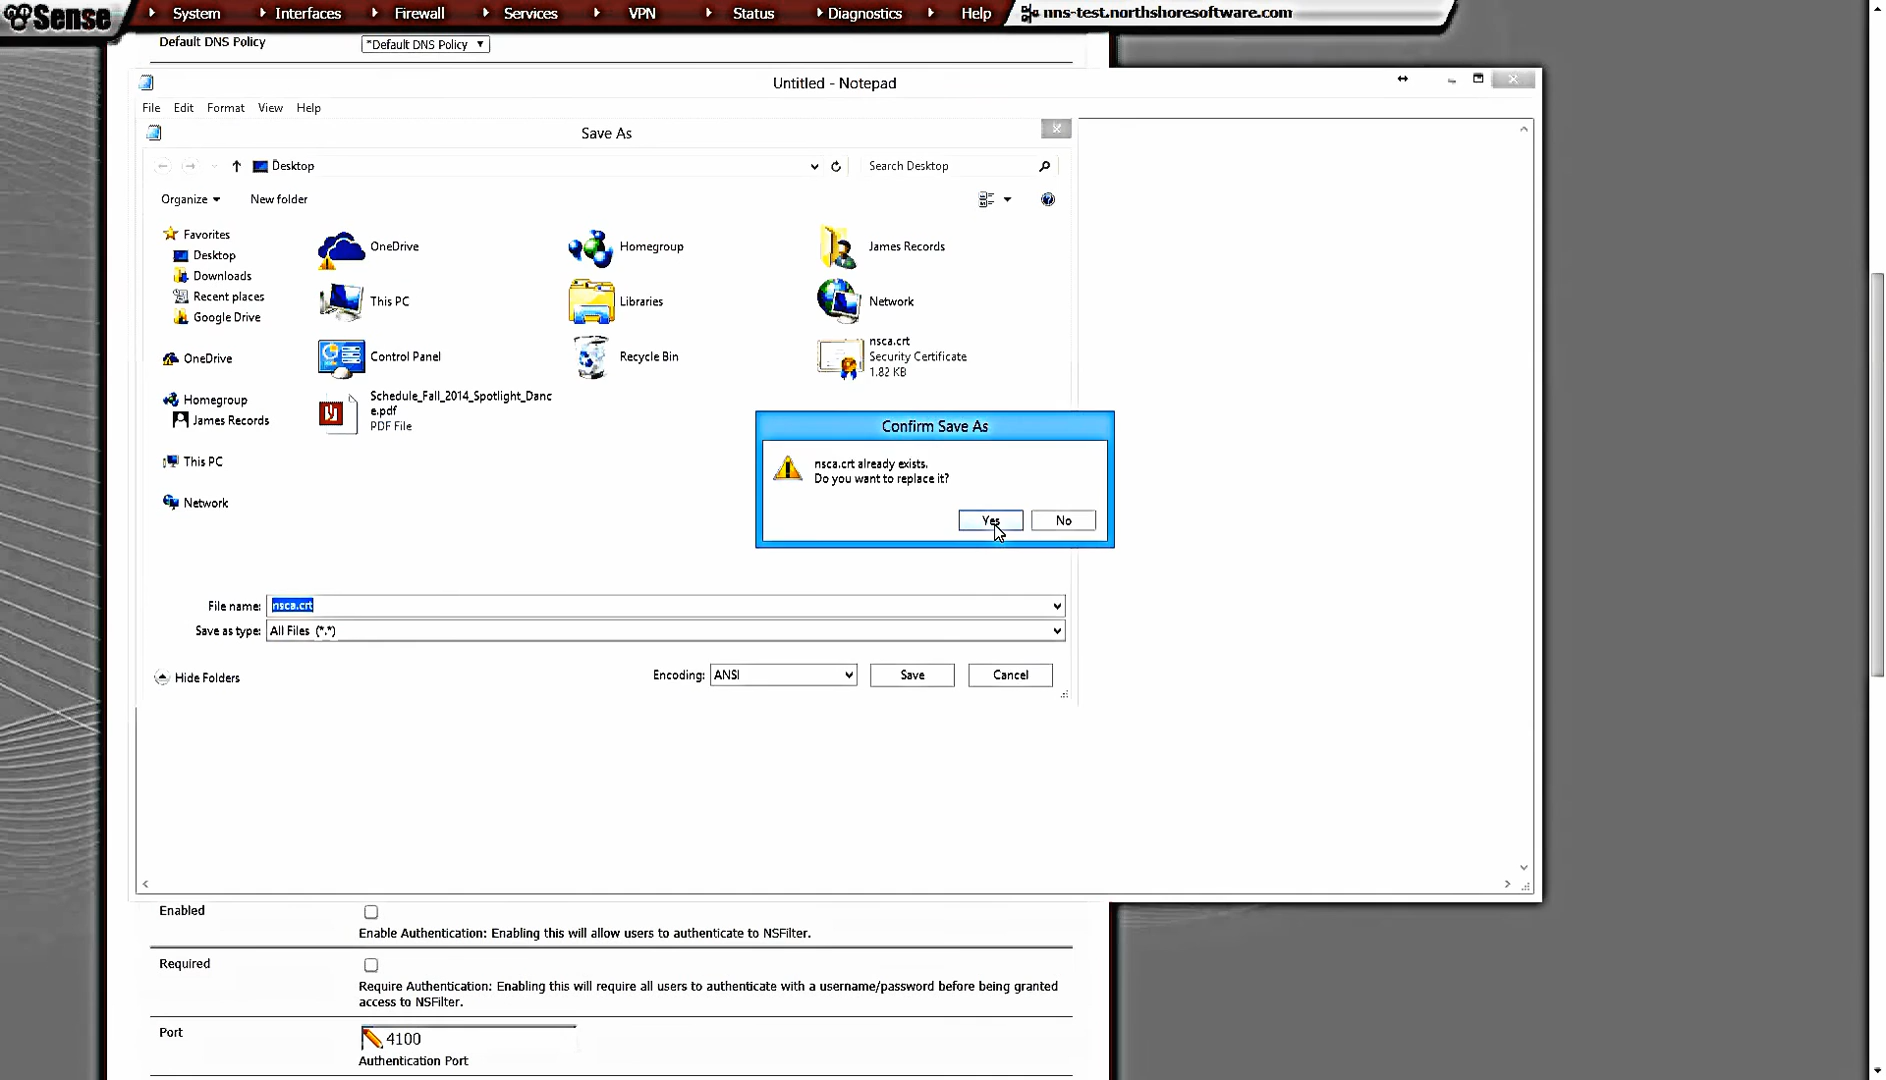 Sense
System
Interfaces
Firewall
Services
VPN
Status
Diagnostics
Help
nns-test.northshoresoftware.com
Default DNS Policy
*Default DNS Policy
Untitled - Notepad
File
Edit
Format
View
Help
Save As
Desktop
Search Desktop
Organize
New folder
Favorites
Desktop
Downloads
Recent places
Google Drive
OneDrive
Homegroup
James Records
This PC
Network
OneDrive
Homegroup
James Records
This PC
Libraries
Network
Control Panel
Recycle Bin
nsca.crt
Security Certificate
1.82 KB
Schedule_Fall_2014_Spotlight_Danc
e.pdf
PDF File
Confirm Save As
nsca.crt already exists.
Do you want to replace it?
Yes
No
File name:
nsca.crt
Save as type:
All Files (*.*)
Hide Folders
Encoding:
ANSI
Save
Cancel
Enabled
Enable Authentication: Enabling this will allow users to authenticate to NSFilter.
Required
Require Authentication: Enabling this will require all users to authenticate with a username/password before being granted
access to NSFilter.
Port
4100
Authentication Port